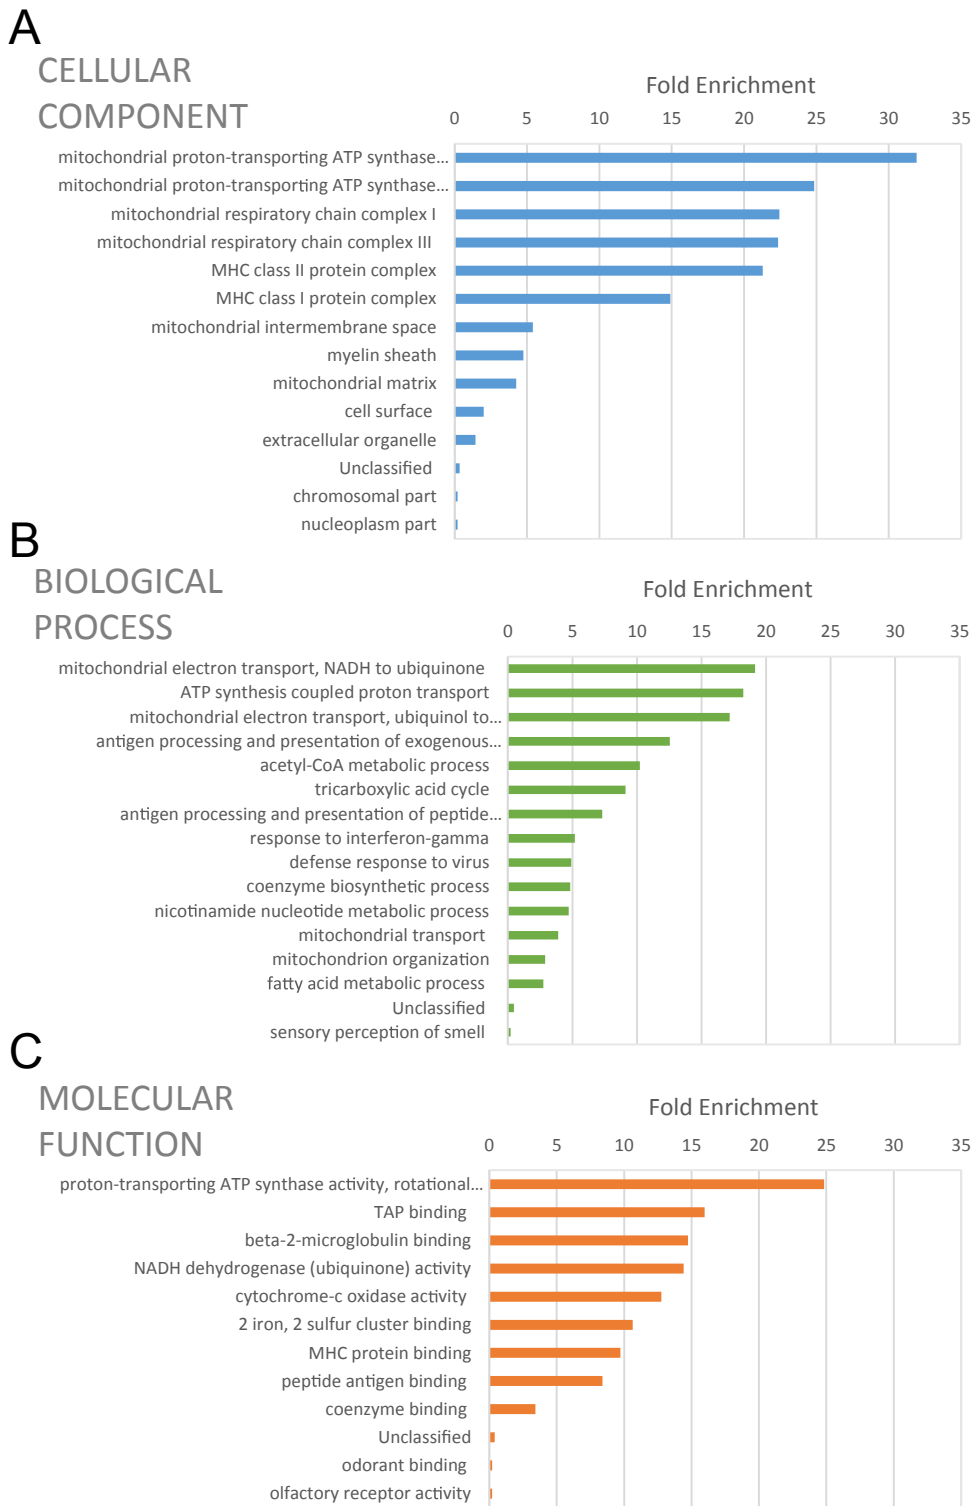 A
CELLULAR
COMPONENT
Fold Enrichment
0 5 10 15 20 25 30 35
mitochondrial proton-transporting ATP synthase...
mitochondrial proton-transporting ATP synthase...
mitochondrial respiratory chain complex I
mitochondrial respiratory chain complex III
MHC class II protein complex
MHC class I protein complex
mitochondrial intermembrane space
myelin sheath
mitochondrial matrix
cell surface
extracellular organelle
Unclassified
chromosomal part
nucleoplasm part
B
BIOLOGICAL
PROCESS
Fold Enrichment
0 5 10 15 20 25 30 35
mitochondrial electron transport, NADH to ubiquinone
ATP synthesis coupled proton transport
mitochondrial electron transport, ubiquinol to...
antigen processing and presentation of exogenous...
acetyl-CoA metabolic process
tricarboxylic acid cycle
antigen processing and presentation of peptide...
response to interferon-gamma
defense response to virus
coenzyme biosynthetic process
nicotinamide nucleotide metabolic process
mitochondrial transport
mitochondrion organization
fatty acid metabolic process
Unclassified
sensory perception of smell
C
MOLECULAR
FUNCTION
Fold Enrichment
0 5 10 15 20 25 30 35
proton-transporting ATP synthase activity, rotational...
TAP binding
beta-2-microglobulin binding
NADH dehydrogenase (ubiquinone) activity
cytochrome-c oxidase activity
2 iron, 2 sulfur cluster binding
MHC protein binding
peptide antigen binding
coenzyme binding
Unclassified
odorant binding
olfactory receptor activity